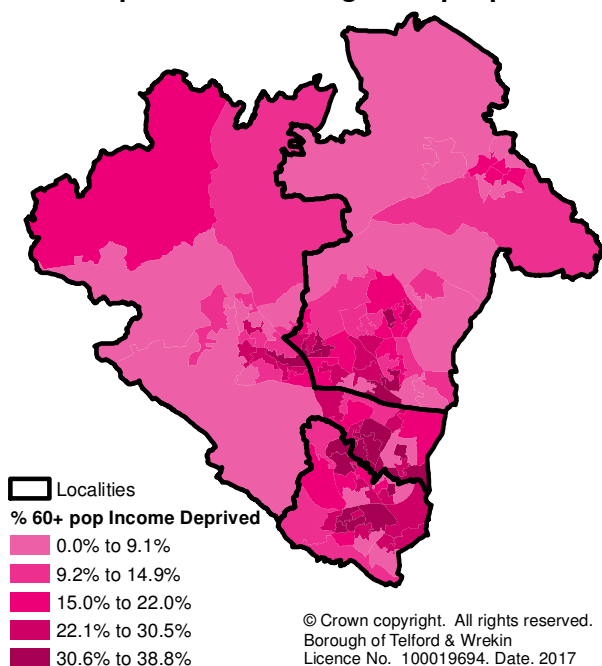 Localities
% 60+ pop Income Deprived
0.0% to 9.1%
9.2% to 14.9%
15.0% to 22.0%
22.1% to 30.5%
30.6% to 38.8%
© Crown copyright. All rights reserved.
Borough of Telford & Wrekin
Licence No. 100019694. Date. 2017